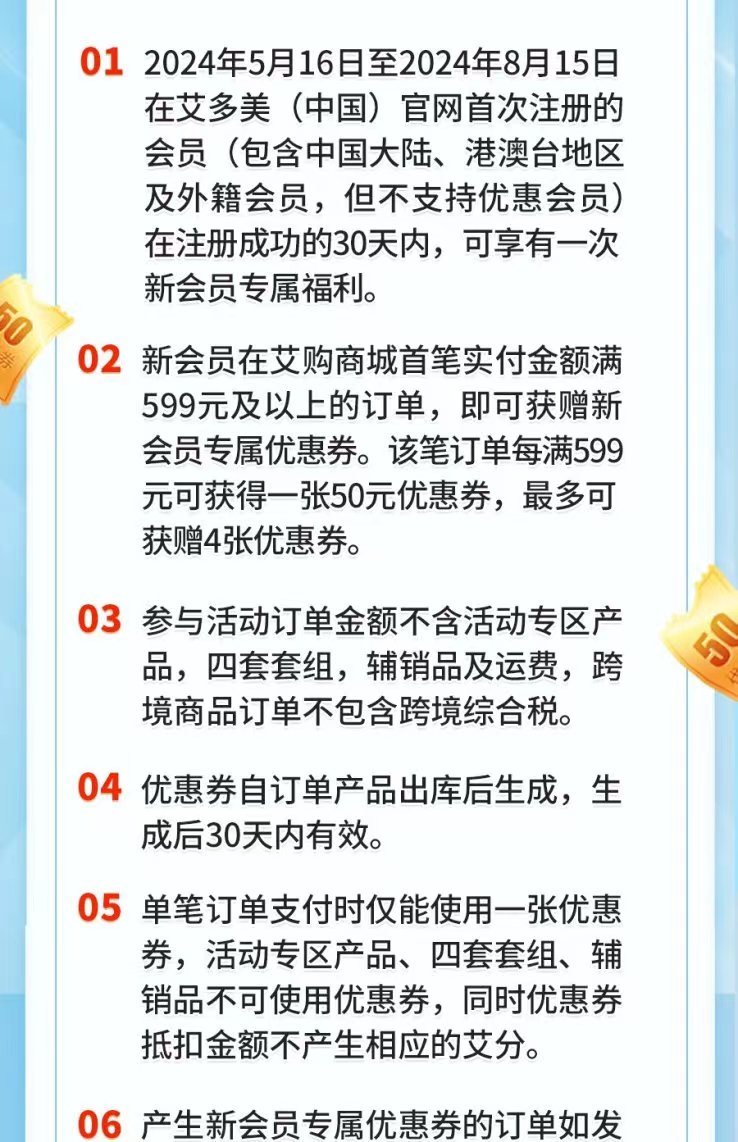 01 2024年5月16日至2024年8月15日
在艾多美（中国）官网首次注册的
会员（包含中国大陆、港澳台地区
及外籍会员，但不支持优惠会员）
在注册成功的30天内，可享有一次
新会员专属福利。
50
券
02 新会员在艾购商城首笔实付金额满
599元及以上的订单，即可获赠新
会员专属优惠券。该笔订单每满599
元可获得一张50元优惠券，最多可
获赠4张优惠券。
03 参与活动订单金额不含活动专区产
品，四套套组，辅销品及运费，跨
境商品订单不包含跨境综合税。
50
04 优惠券自订单产品出库后生成，生
成后30天内有效。
05 单笔订单支付时仅能使用一张优惠
券，活动专区产品、四套套组、辅
销品不可使用优惠券，同时优惠券
抵扣金额不产生相应的艾分。
06 产生新会员专属优惠券的订单如发